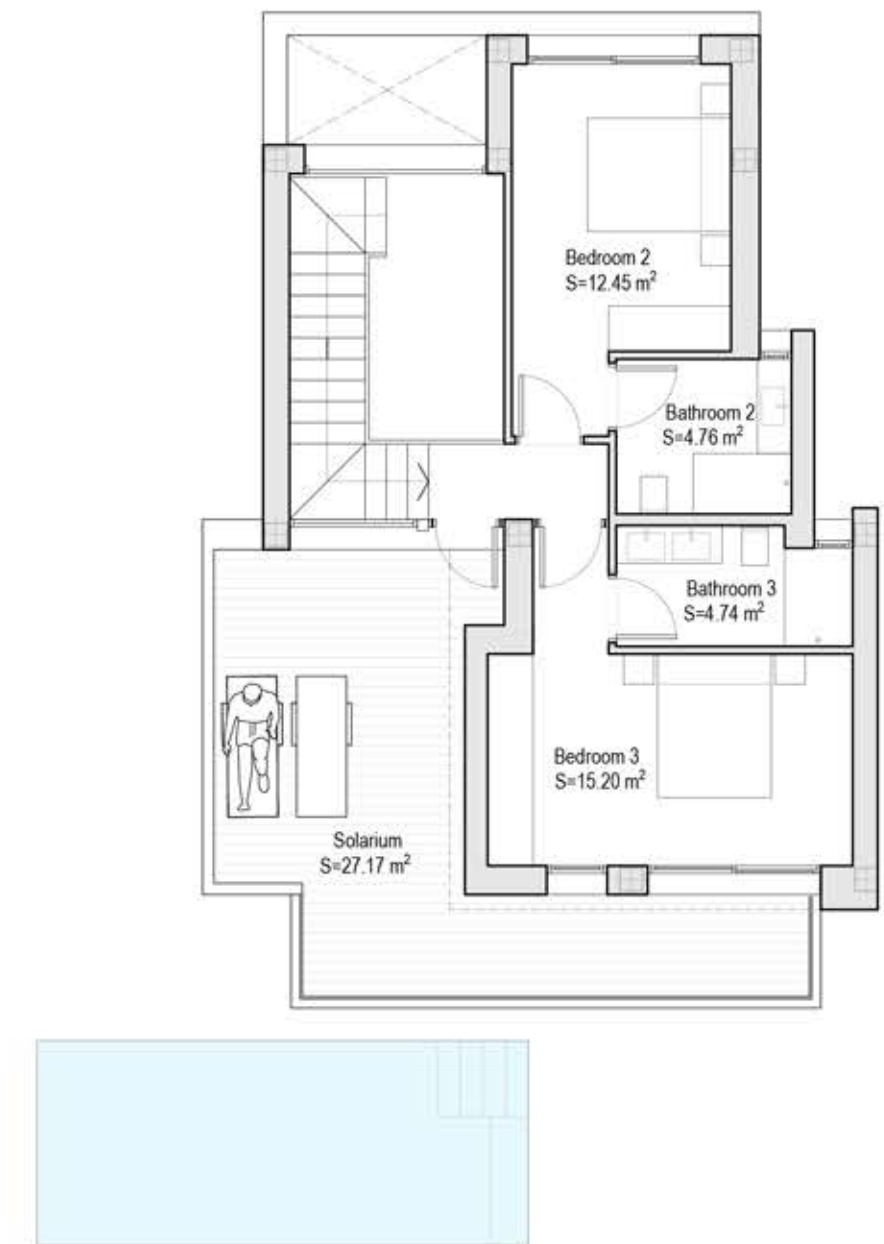 Bedroom 2
S=12.45 m²
Bathroom 2
S=4.76 m²
Bathroom 3
S=4.74 m²
Bedroom 3
S=15.20 m²
Solarium
S=27.17 m²